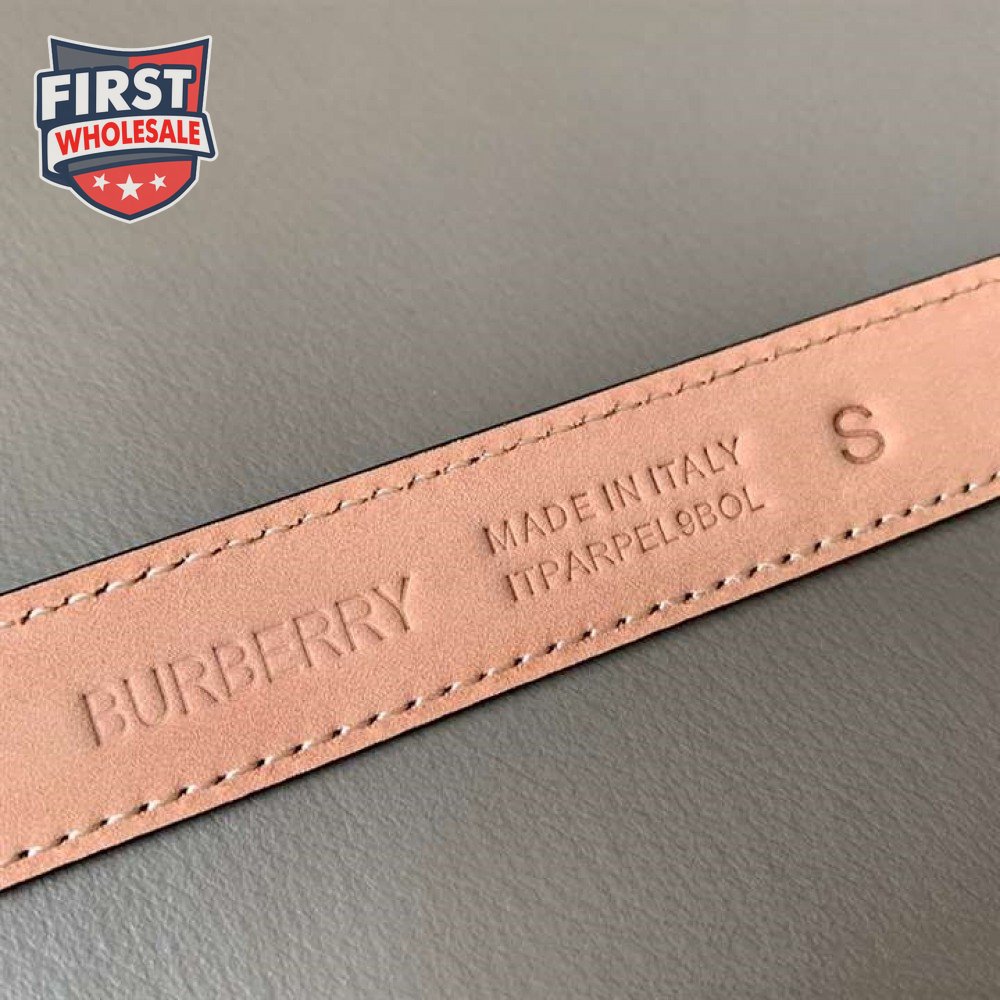 FIRST
WHOLESALE
BURBERRY
MADE IN ITALY
ITPARPEL9BOL
S